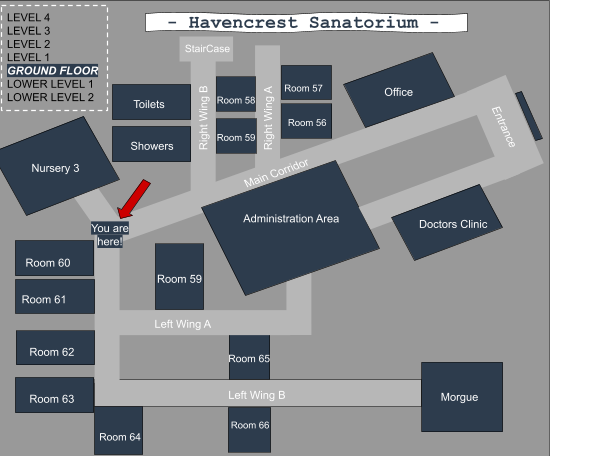 - Havencrest Sanatorium -
LEVEL 4
LEVEL 3
LEVEL 2
LEVEL 1
GROUND FLOOR
LOWER LEVEL 1
LOWER LEVEL 2
StairCase
Toilets
Showers
Right Wing B
Room 58
Room 59
Right Wing A
Room 57
Room 56
Office
Entrance
Nursery 3
Main Corridor
You are
here!
Administration Area
Doctors Clinic
Room 60
Room 61
Room 59
Left Wing A
Room 62
Room 65
Room 63
Left Wing B
Morgue
Room 64
Room 66